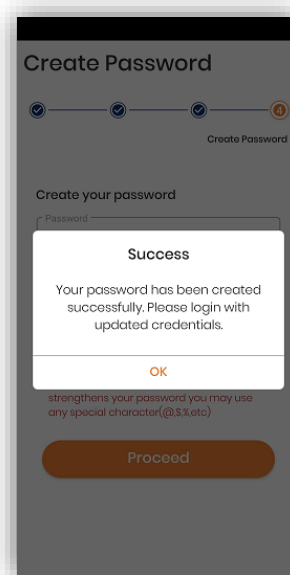 Create Password
4
Create Password
Create your password
Password
Success
Your password has been created
successfully. Please login with
updated credentials.
OK
strengthens your password you may use
any special character(@,$,%,etc)
Proceed